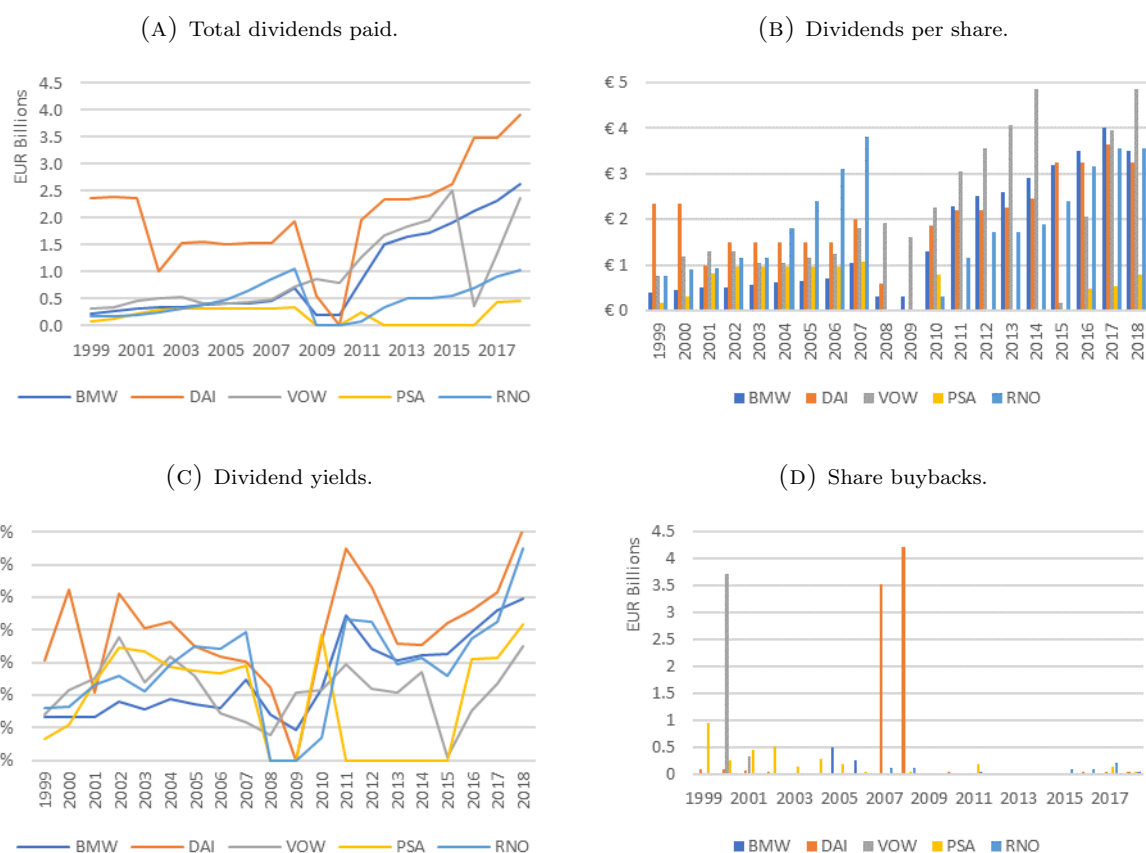 (A) Total dividends paid.
EUR Billions
4.5
4.0
3.5
3.0
2.5
2.0
1.5
1.0
0.5
0.0
1999 2001 2003 2005 2007 2009 2011 2013 2015 2017
BMW DAI VOW PSA RNO
(B) Dividends per share.
€ 5
€ 4
€ 3
€ 2
€ 1
€ 0
1999 2000 2001 2002 2003 2004 2005 2006 2007 2008 2009 2010 2011 2012 2013 2014 2015 2016 2017 2018
BMW DAI VOW PSA RNO
(C) Dividend yields.
%
%
%
%
%
%
%
%
1999 2000 2001 2002 2003 2004 2005 2006 2007 2008 2009 2010 2011 2012 2013 2014 2015 2016 2017 2018
BMW DAI VOW PSA RNO
(D) Share buybacks.
EUR Billions
4.5
4
3.5
3
2.5
2
1.5
1
0.5
0
1999 2001 2003 2005 2007 2009 2011 2013 2015 2017
BMW DAI VOW PSA RNO